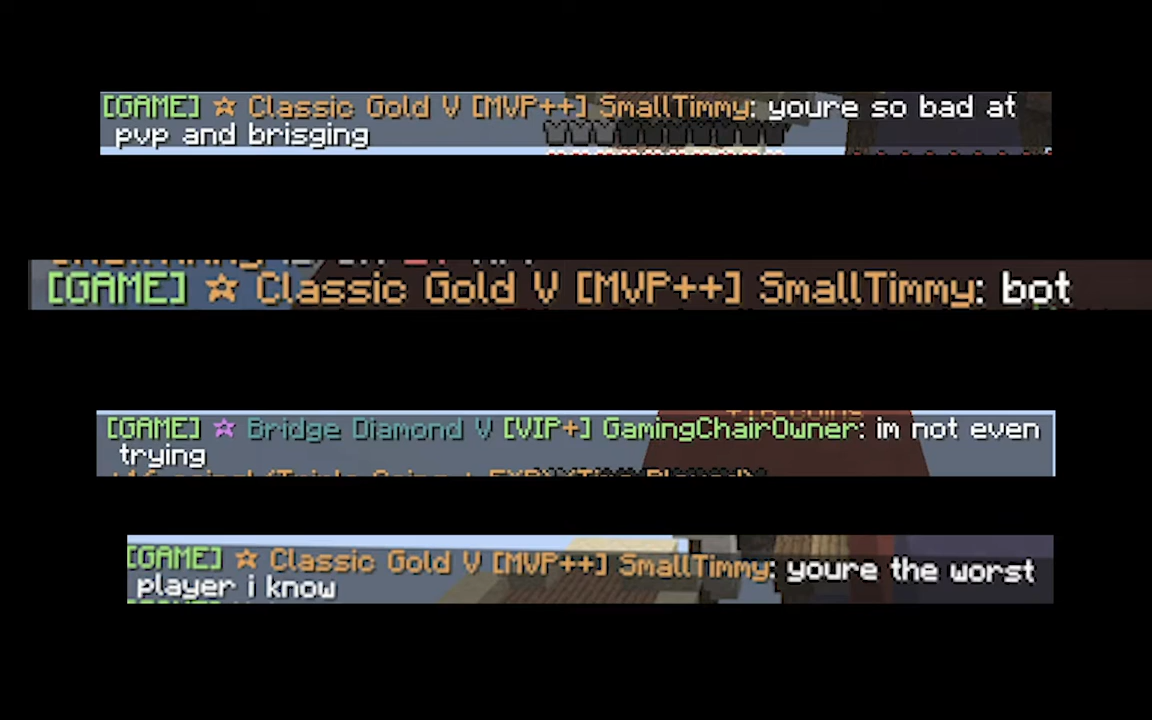 [GAME] ☆ Classic Gold V [MVP++] SmallTimmy: youre so bad at
pvp and brisging
[GAME] ☆ Classic Gold V [MVP++] SmallTimmy: bot
[GAME] ☆ Bridge Diamond V [VIP+] GamingChairOwner: im not even
trying
[GAME] ☆ Classic Gold V [MVP++] SmallTimmy: youre the worst
player i know